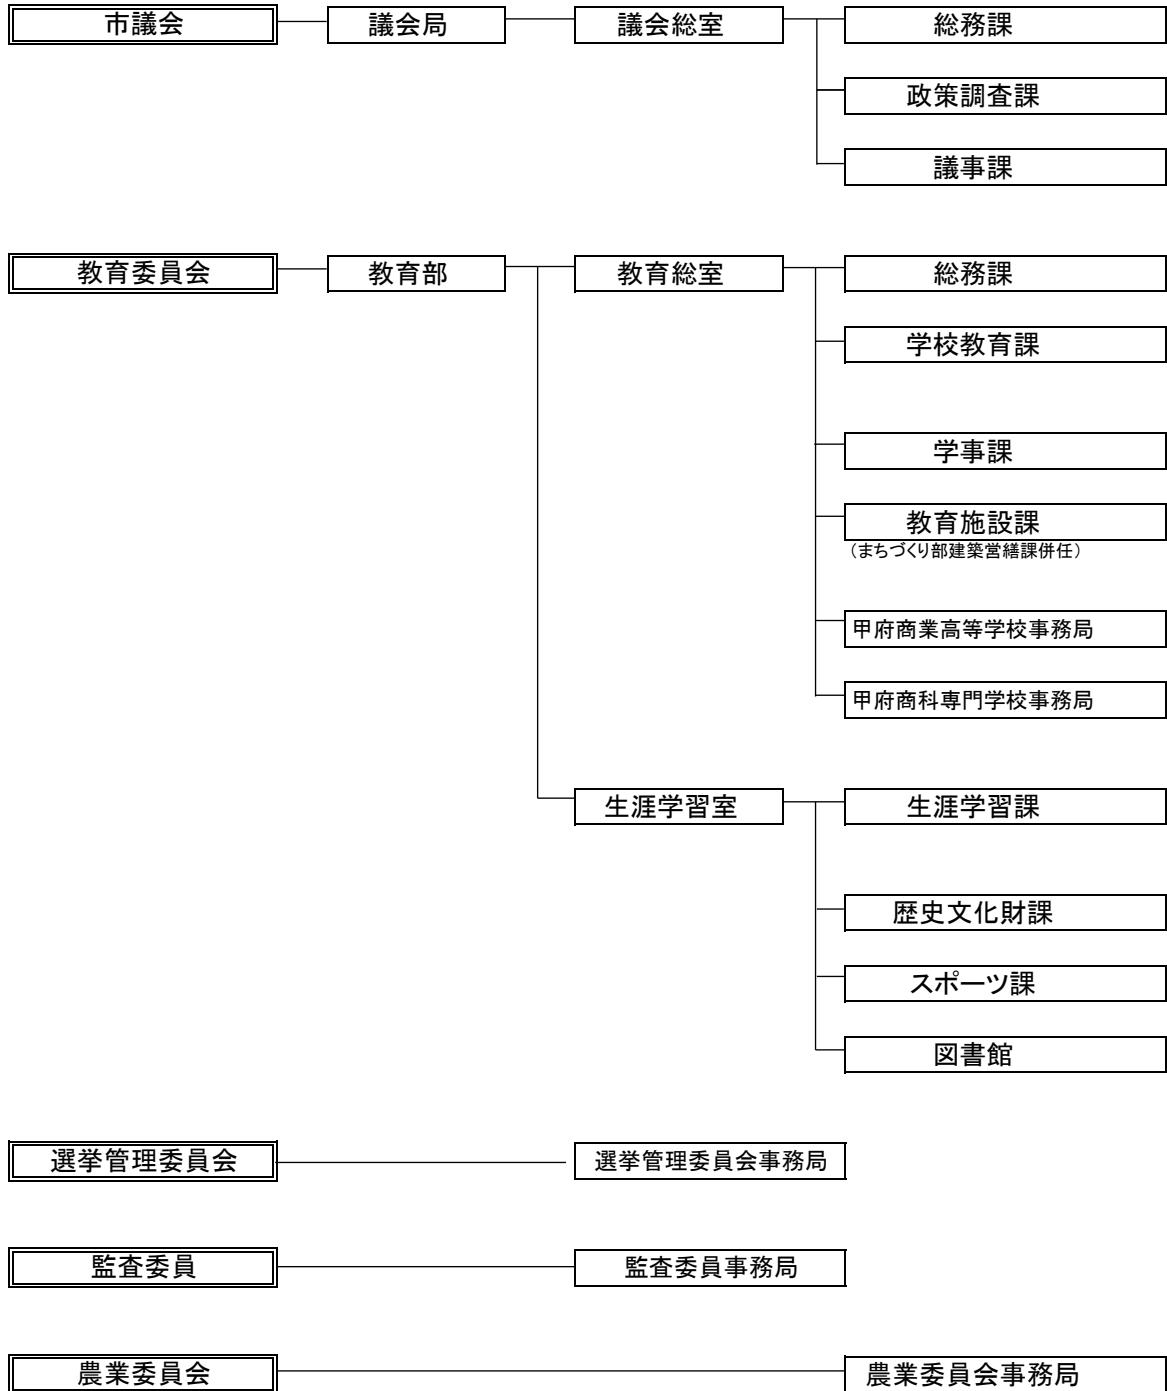 市議会
議会局
議会総室
総務課
政策調査課
議事課
教育委員会
教育部
教育総室
総務課
学校教育課
学事課
教育施設課
（まちづくり部建築営繕課併任）
甲府商業高等学校事務局
甲府商科専門学校事務局
生涯学習室
生涯学習課
歴史文化財課
スポーツ課
図書館
選挙管理委員会
選挙管理委員会事務局
監査委員
監査委員事務局
農業委員会
農業委員会事務局